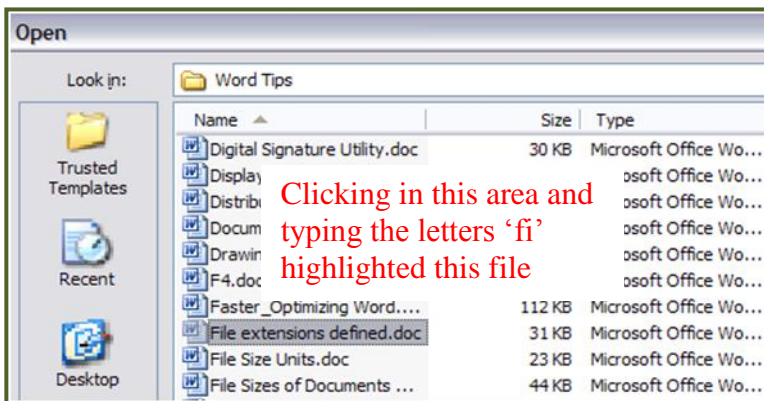 Open
Look in: Word Tips
Name Size Type
Digital Signature Utility.doc 30 KB Microsoft Office Wo...
Display osoft Office Wo...
Distribu osoft Office Wo...
Docum osoft Office Wo...
Drawin osoft Office Wo...
F4.doc osoft Office Wo...
Faster_Optimizing Word.... 112 KB Microsoft Office Wo...
File extensions defined.doc 31 KB Microsoft Office Wo...
File Size Units.doc 23 KB Microsoft Office Wo...
File Sizes of Documents ... 44 KB Microsoft Office Wo...
Clicking in this area and
typing the letters ‘fi’
highlighted this file
Trusted
Templates
Recent
Desktop